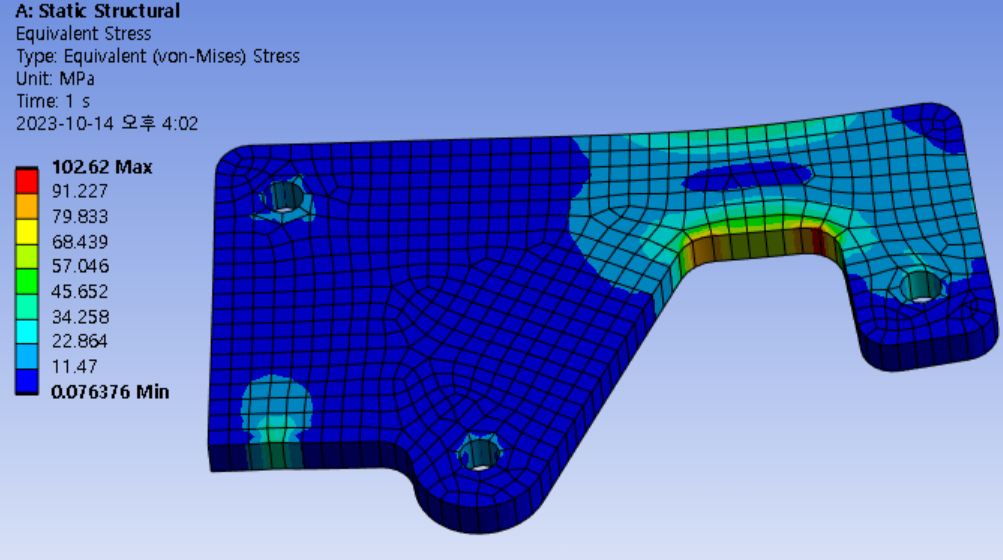 A: Static Structural
Equivalent Stress
Type: Equivalent (von-Mises) Stress
Unit: MPa
Time: 1 s
2023-10-14 오후 4:02
102.62 Max
91.227
79.833
68.439
57.046
45.652
34.258
22.864
11.47
0.076376 Min